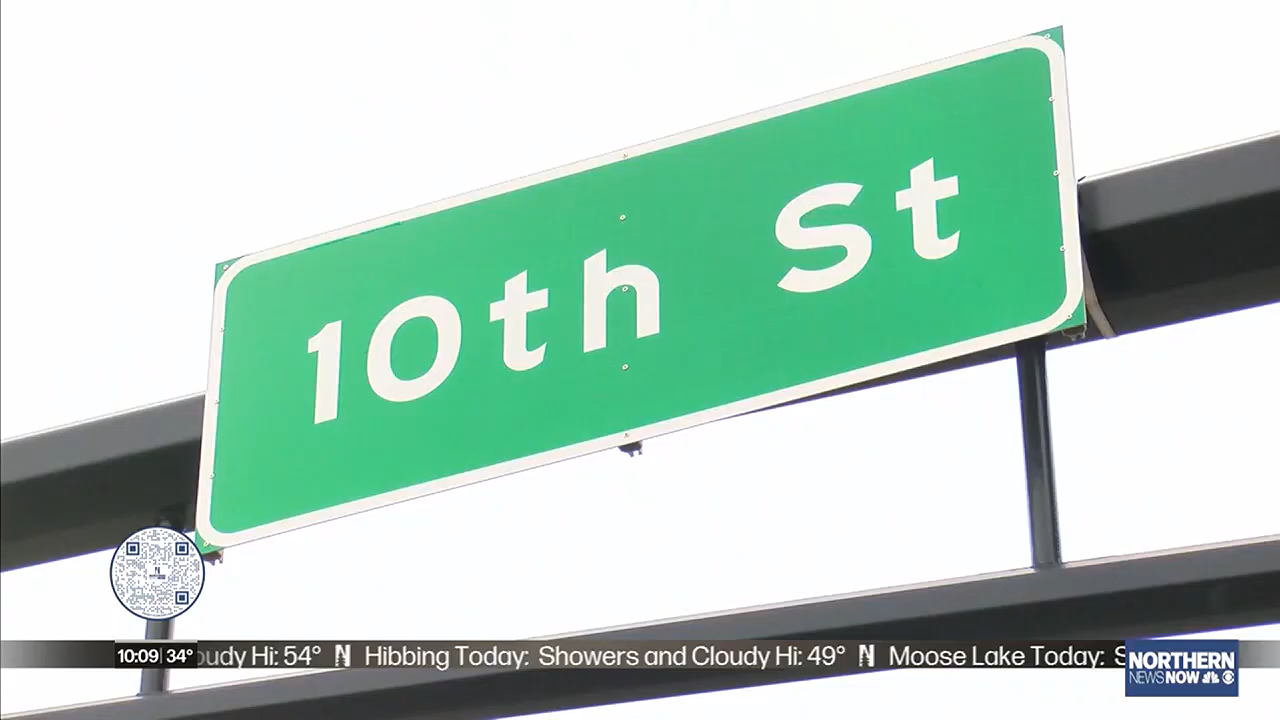 10th St
10:09 34° oudy Hi: 54° N Hibbing Today: Showers and Cloudy Hi: 49° N Moose Lake Today: S
NORTHERN
NEWS NOW